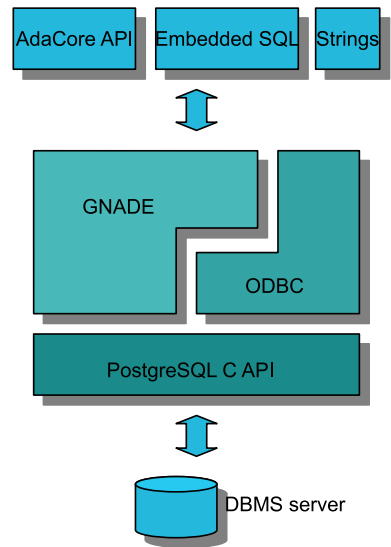 AdaCore API
Embedded SQL
Strings
GNADE
ODBC
PostgreSQL C API
DBMS server